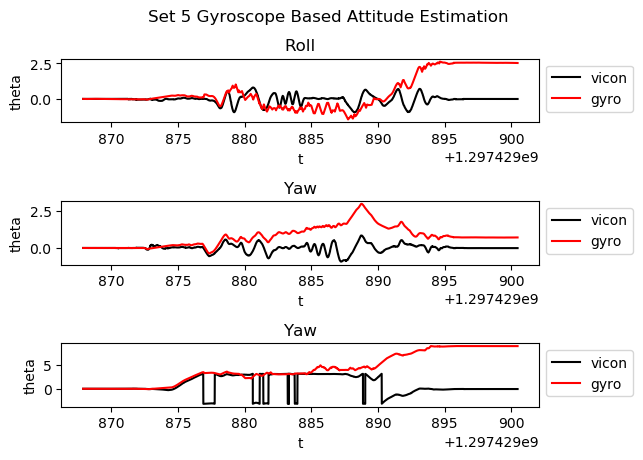 Set 5 Gyroscope Based Attitude Estimation
Roll
2.5
0.0
theta
870 875 880 885 890 895 900
t
+1.297429e9
vicon
gyro
Yaw
2.5
0.0
theta
870 875 880 885 890 895 900
t
+1.297429e9
vicon
gyro
Yaw
5
0
theta
870 875 880 885 890 895 900
t
+1.297429e9
vicon
gyro